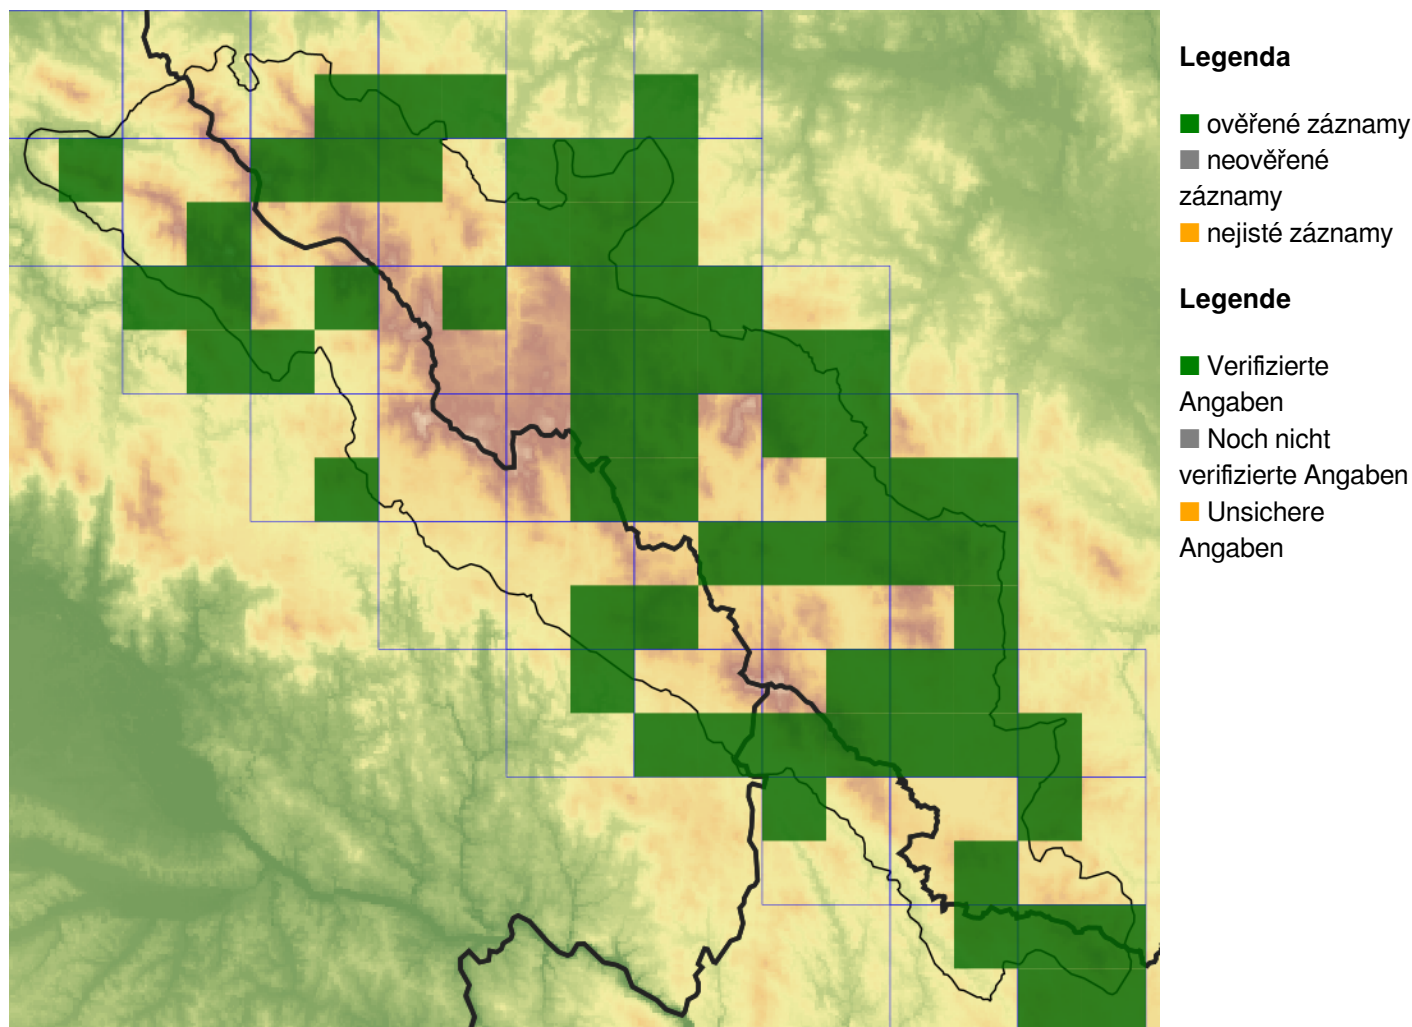 Legenda
ověřené záznamy
neověřené
záznamy
nejisté záznamy
Legende
Verifizierte
Angaben
Noch nicht
verifizierte Angaben
Unsichere
Angaben